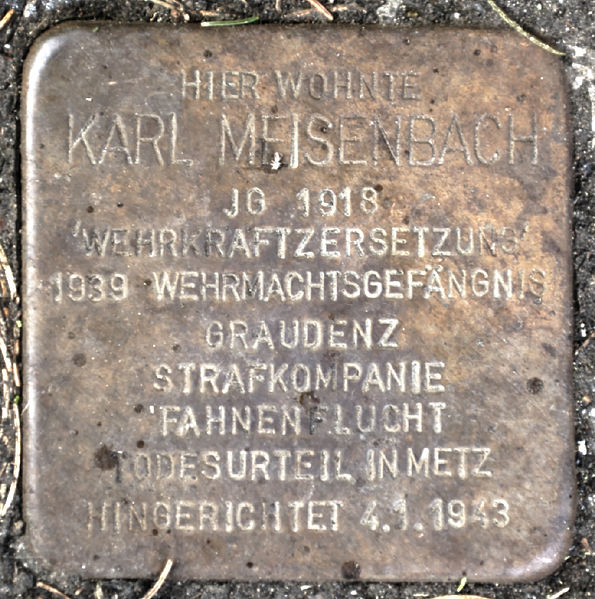 HIER WOHNTE
KARL MEISENBACH
JG 1918
'WEHRKRAFTZERSETZUNG'
1939 WEHRMACHTSGEFÄNGNIS
GRAUDENZ
STRAFKOMPANIE
'FAHNENFLUCHT
TODESURTEIL IN METZ
HINGERICHTET 4.1.1943